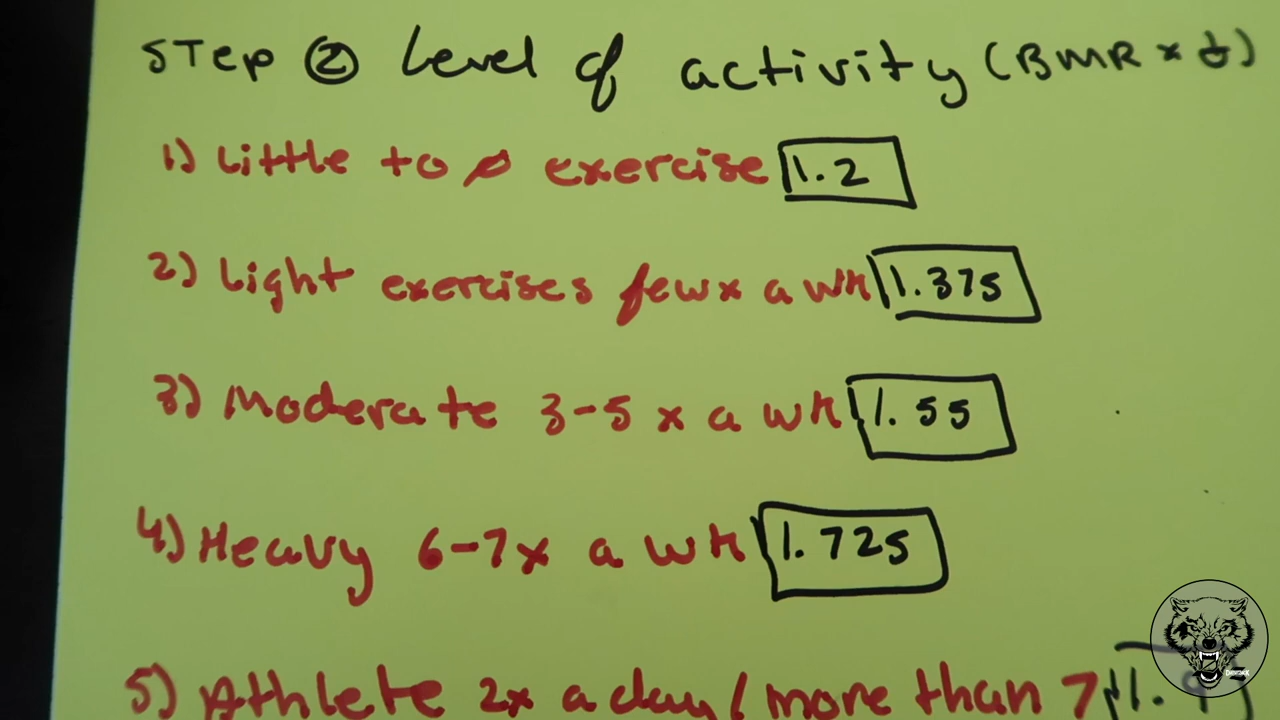 STep ② Level of activity (BMR x t)
1) Little to ø exercise 1.2
2) Light exercises few x a wk 1.375
3) Moderate 3-5 x a wk 1.55
4) Heavy 6-7x a wk 1.725
5) Athlete 2x a day / more than 7